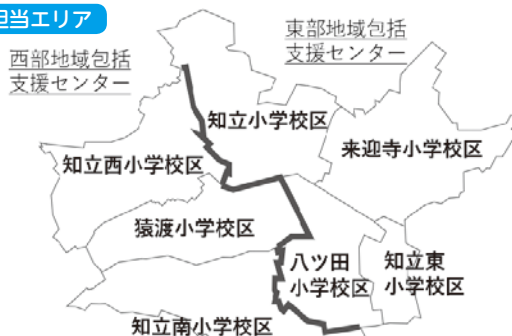 担当エリア
西部地域包括
支援センター
東部地域包括
支援センター
知立小学校区
来迎寺小学校区
知立西小学校区
猿渡小学校区
八ツ田
小学校区
知立東
小学校区
知立南小学校区